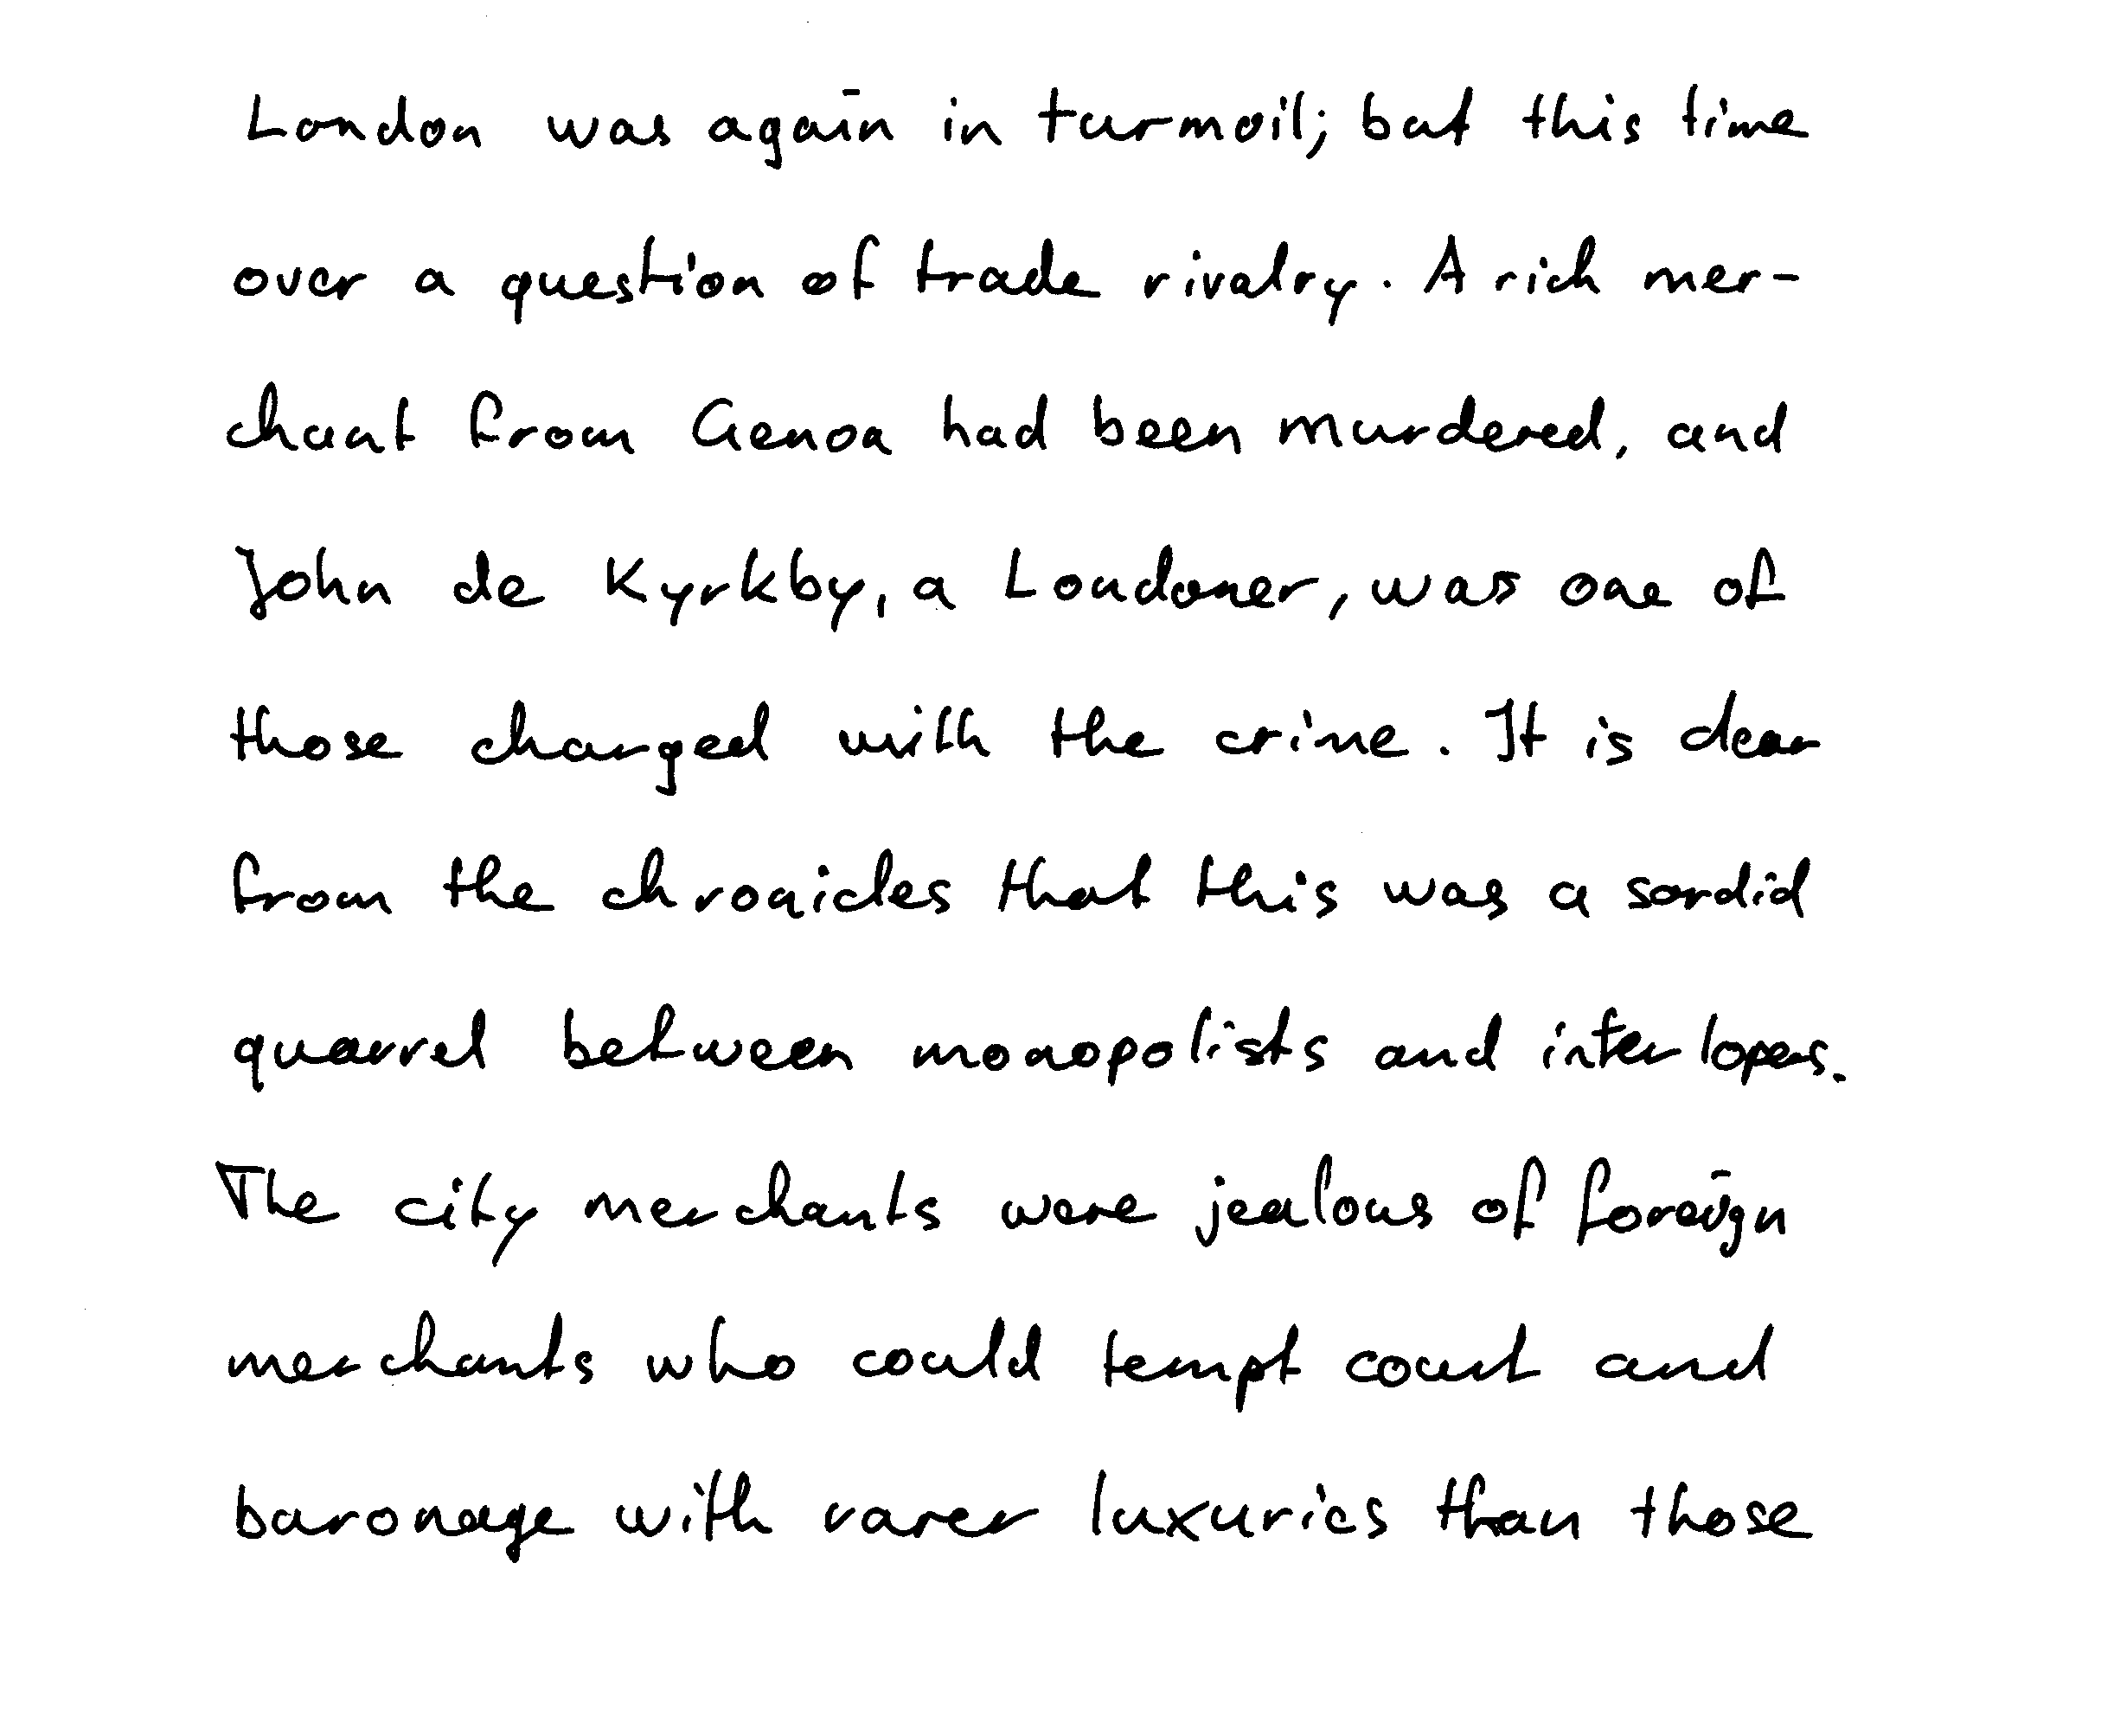 London was again in turmoil; but this time
over a question of trade rivalry. A rich mer-
chant from Genoa had been murdered, and
John de Kyrkby, a Londoner, was one of
those charged with the crime. It is clear
from the chronicles that this was a sordid
quarrel between monopolists and interlopers.
The city merchants were jealous of foreign
merchants who could tempt court and
baronage with rarer luxuries than those